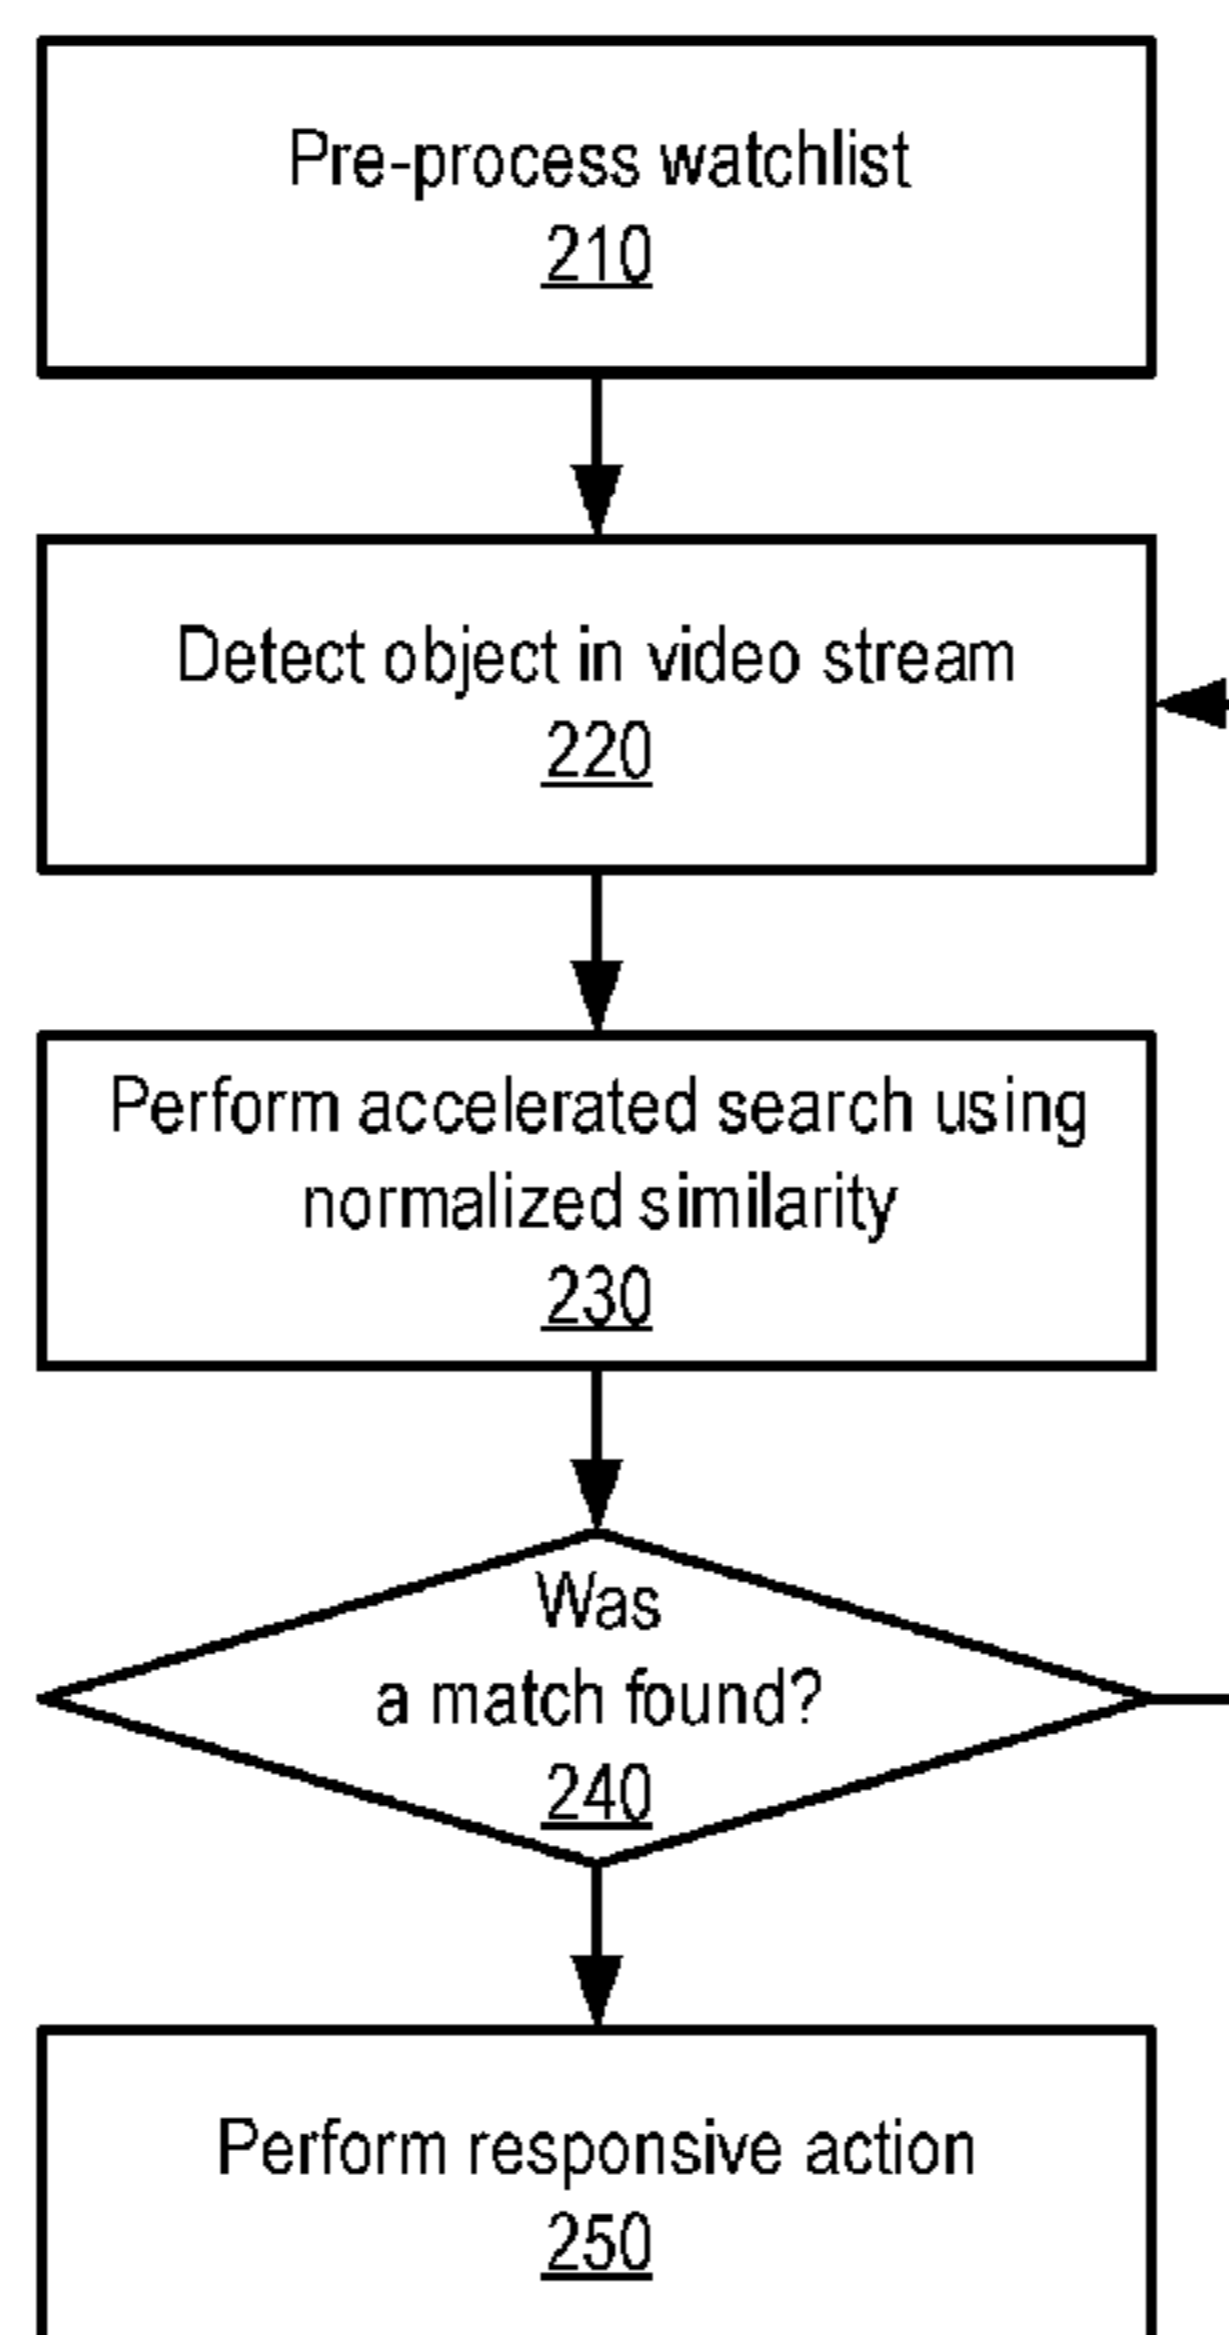 Pre-process watchlist
210
Detect object in video stream
220
Perform accelerated search using
normalized similarity
230
Was
a match found?
240
Perform responsive action
250